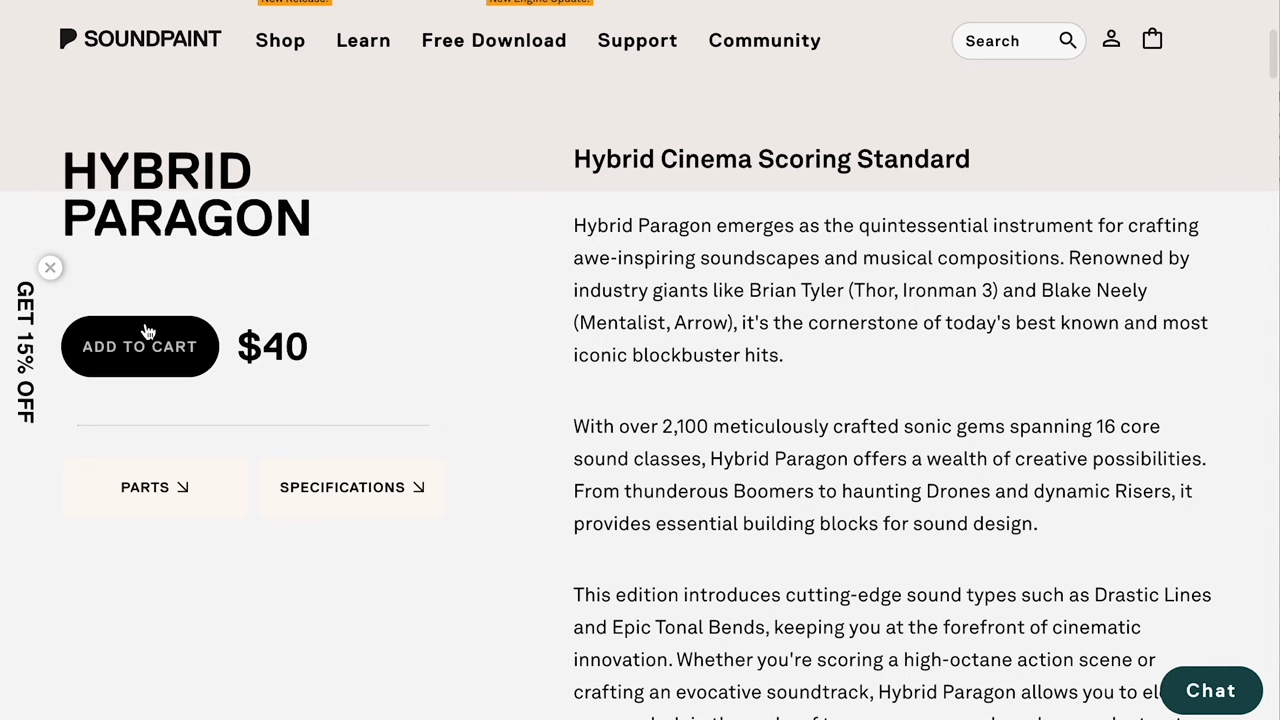 New Release!
New Engine Update!
SOUNDPAINT
Shop
Learn
Free Download
Support
Community
Search
HYBRID
PARAGON
GET 15% OFF
ADD TO CART
$40
PARTS
SPECIFICATIONS
Hybrid Cinema Scoring Standard
Hybrid Paragon emerges as the quintessential instrument for crafting
awe-inspiring soundscapes and musical compositions. Renowned by
industry giants like Brian Tyler (Thor, Ironman 3) and Blake Neely
(Mentalist, Arrow), it's the cornerstone of today's best known and most
iconic blockbuster hits.
With over 2,100 meticulously crafted sonic gems spanning 16 core
sound classes, Hybrid Paragon offers a wealth of creative possibilities.
From thunderous Boomers to haunting Drones and dynamic Risers, it
provides essential building blocks for sound design.
This edition introduces cutting-edge sound types such as Drastic Lines
and Epic Tonal Bends, keeping you at the forefront of cinematic
innovation. Whether you're scoring a high-octane action scene or
crafting an evocative soundtrack, Hybrid Paragon allows you to
Chat